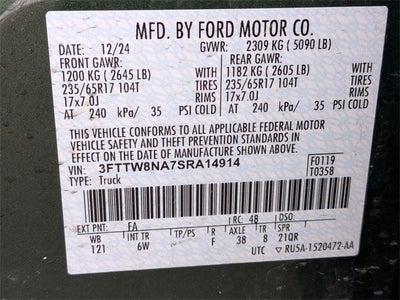 MFD. BY FORD MOTOR CO.
DATE: 12/24 GVWR: 2309 KG ( 5090 LB)
FRONT GAWR: REAR GAWR:
1200 KG ( 2645 LB) 1182 KG ( 2605 LB)
235/65R17 104T TIRES 235/65R17 104T TIRES
17x7.0J RIMS 17x7.0J RIMS
AT 240 kPa/ 35 PSI COLD AT 240 kPa/ 35 PSI COLD
THIS VEHICLE CONFORMS TO ALL APPLICABLE FEDERAL MOTOR
VEHICLE SAFETY AND THEFT PREVENTION STANDARDS
IN EFFECT ON THE DATE OF MANUFACTURE SHOWN ABOVE.
VIN: 3FTTW8NA7SRA14914 F0119
TYPE: Truck T0358
EXT PNT: FA RC: 48 DSO:
WB INT TR TP/PS R AXLE TR SPR
121 6W F 38 8 21QR
UTC RU5A-1520472-AA